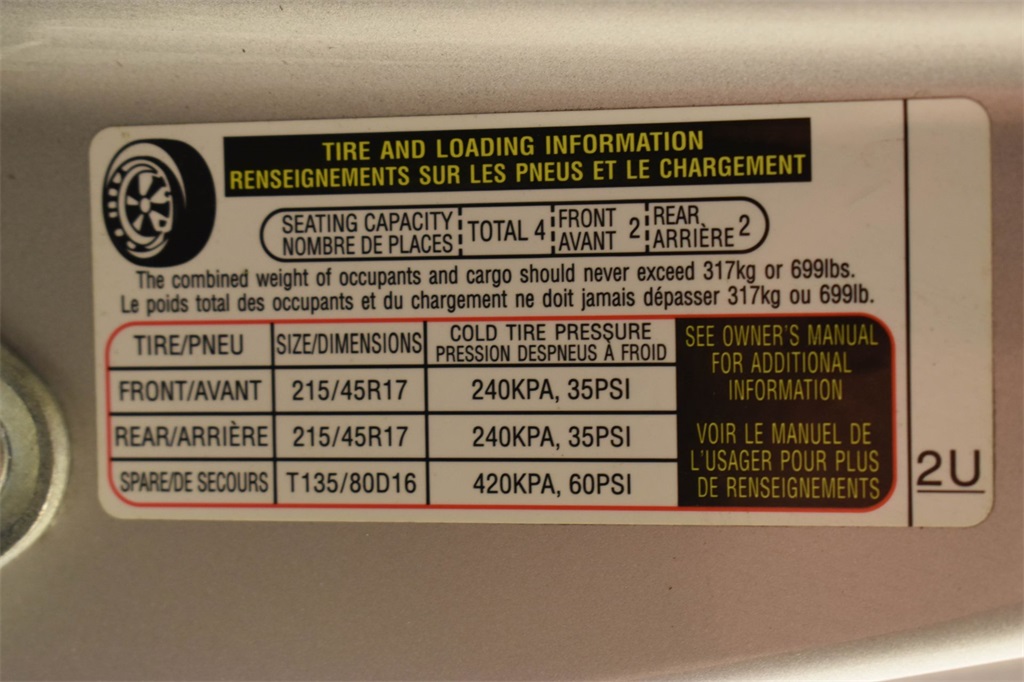 TIRE AND LOADING INFORMATION
RENSEIGNEMENTS SUR LES PNEUS ET LE CHARGEMENT
SEATING CAPACITY TOTAL 4 FRONT 2 REAR 2
NOMBRE DE PLACES AVANT ARRIÈRE
The combined weight of occupants and cargo should never exceed 317kg or 699lbs.
Le poids total des occupants et du chargement ne doit jamais dépasser 317kg ou 699lb.
TIRE/PNEU SIZE/DIMENSIONS COLD TIRE PRESSURE
PRESSION DESPNEUS À FROID
FRONT/AVANT 215/45R17 240KPA, 35PSI
REAR/ARRIÈRE 215/45R17 240KPA, 35PSI
SPARE/DE SECOURS T135/80D16 420KPA, 60PSI
SEE OWNER'S MANUAL
FOR ADDITIONAL
INFORMATION
VOIR LE MANUEL DE
L'USAGER POUR PLUS
DE RENSEIGNEMENTS
2U